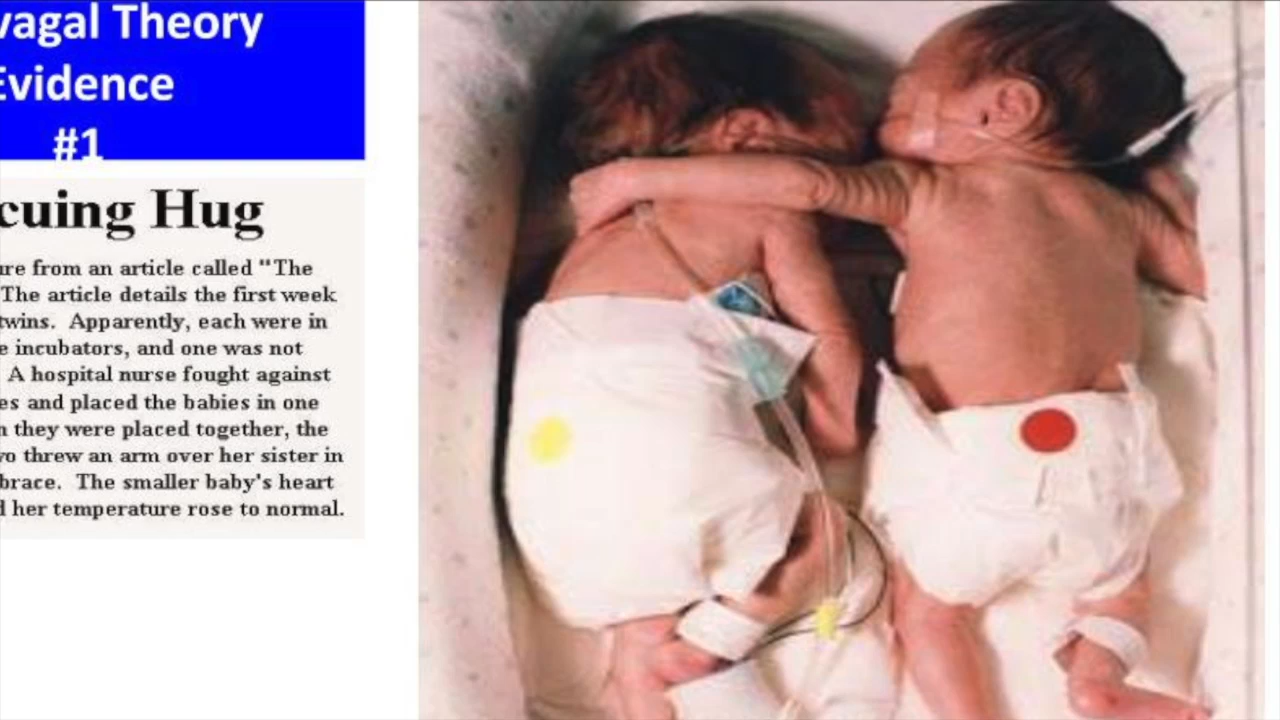 vagal Theory
Evidence
#1
cuing Hug
re from an article called "The
The article details the first week
twins. Apparently, each were in
e incubators, and one was not
A hospital nurse fought against
es and placed the babies in one
n they were placed together, the
vo threw an arm over her sister in
brace. The smaller baby's heart
d her temperature rose to normal.